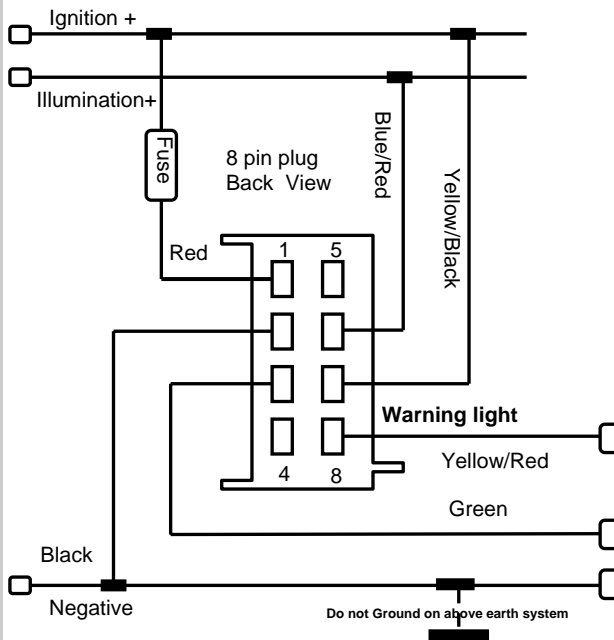 Ignition +
Illumination+
Fuse
8 pin plug
Back View
Blue/Red
Yellow/Black
Red
1 5
Warning light
4 8
Yellow/Red
Green
Black
Negative
Do not Ground on above earth system